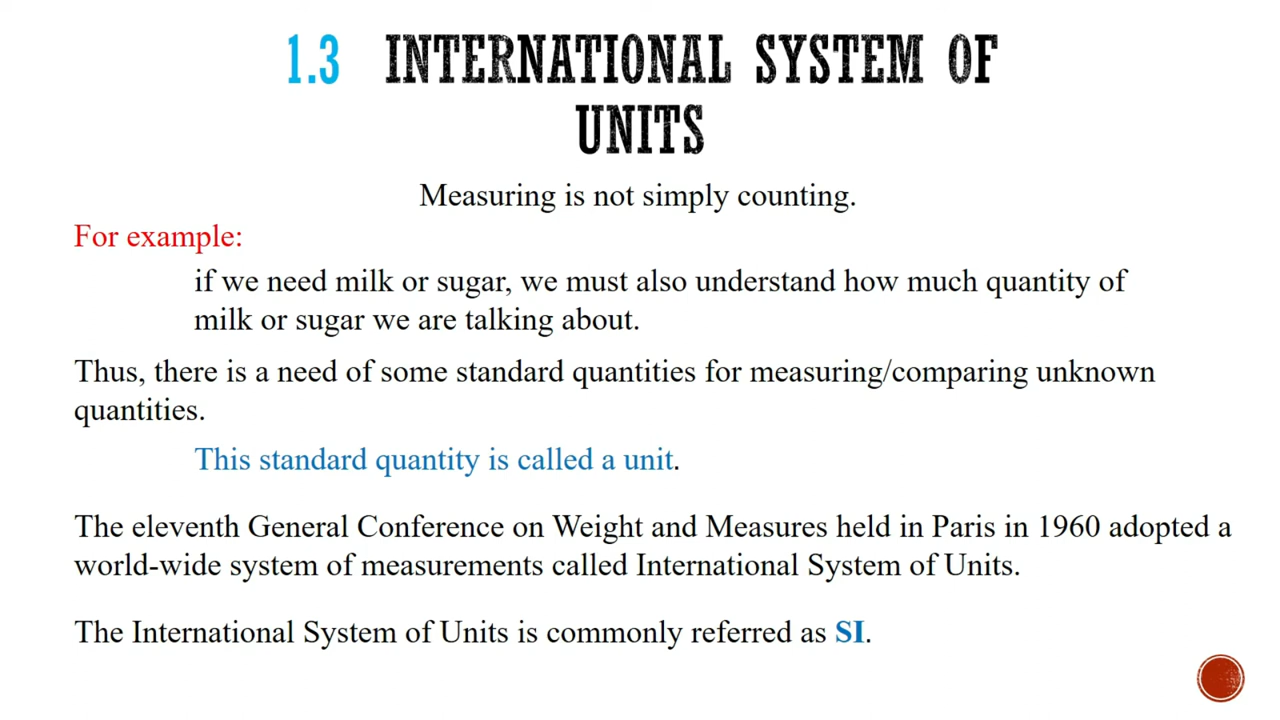 1.3 INTERNATIONAL SYSTEM OF
UNITS
Measuring is not simply counting.
For example:
if we need milk or sugar, we must also understand how much quantity of
milk or sugar we are talking about.
Thus, there is a need of some standard quantities for measuring/comparing unknown
quantities.
This standard quantity is called a unit.
The eleventh General Conference on Weight and Measures held in Paris in 1960 adopted a
world-wide system of measurements called International System of Units.
The International System of Units is commonly referred as SI.